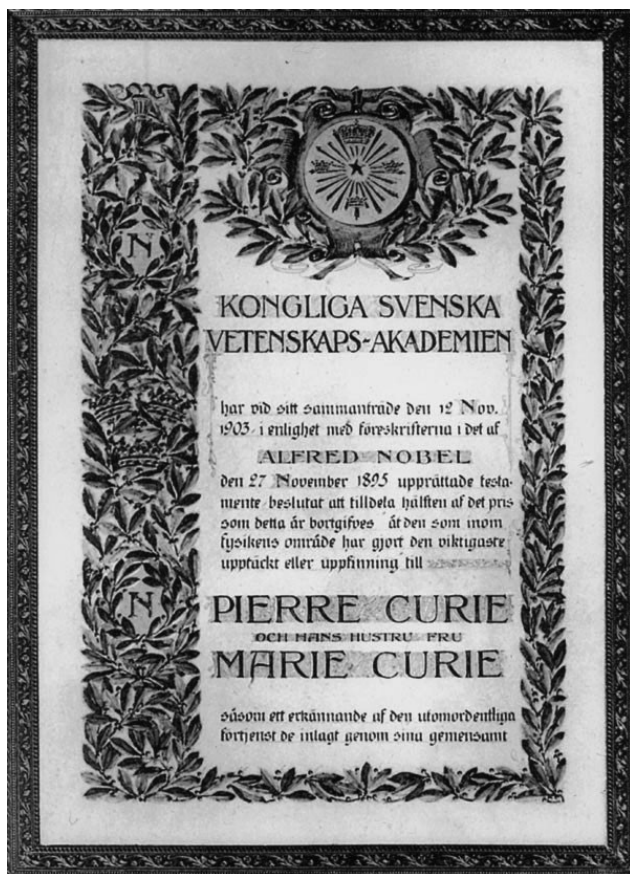 N
KONGLIGA SVENSKA
VETENSKAPS-AKADEMIEN
har vid sitt sammanträde den 12 Nov.
1903 i enlighet med föreskrifterna i det af
ALFRED NOBEL
den 27 November 1895 upprättade testa-
mente beslutat att tilldela hälften af det pris
som detta år bortgifves åt den som inom
fysikens område har gjort den viktigaste
upptäckt eller uppfinning till
N
PIERRE CURIE
OCH HANS HUSTRU FRU
MARIE CURIE
såsom ett erkännande af den utomordentliga
förtjenst de inlagt genom sina gemensamt